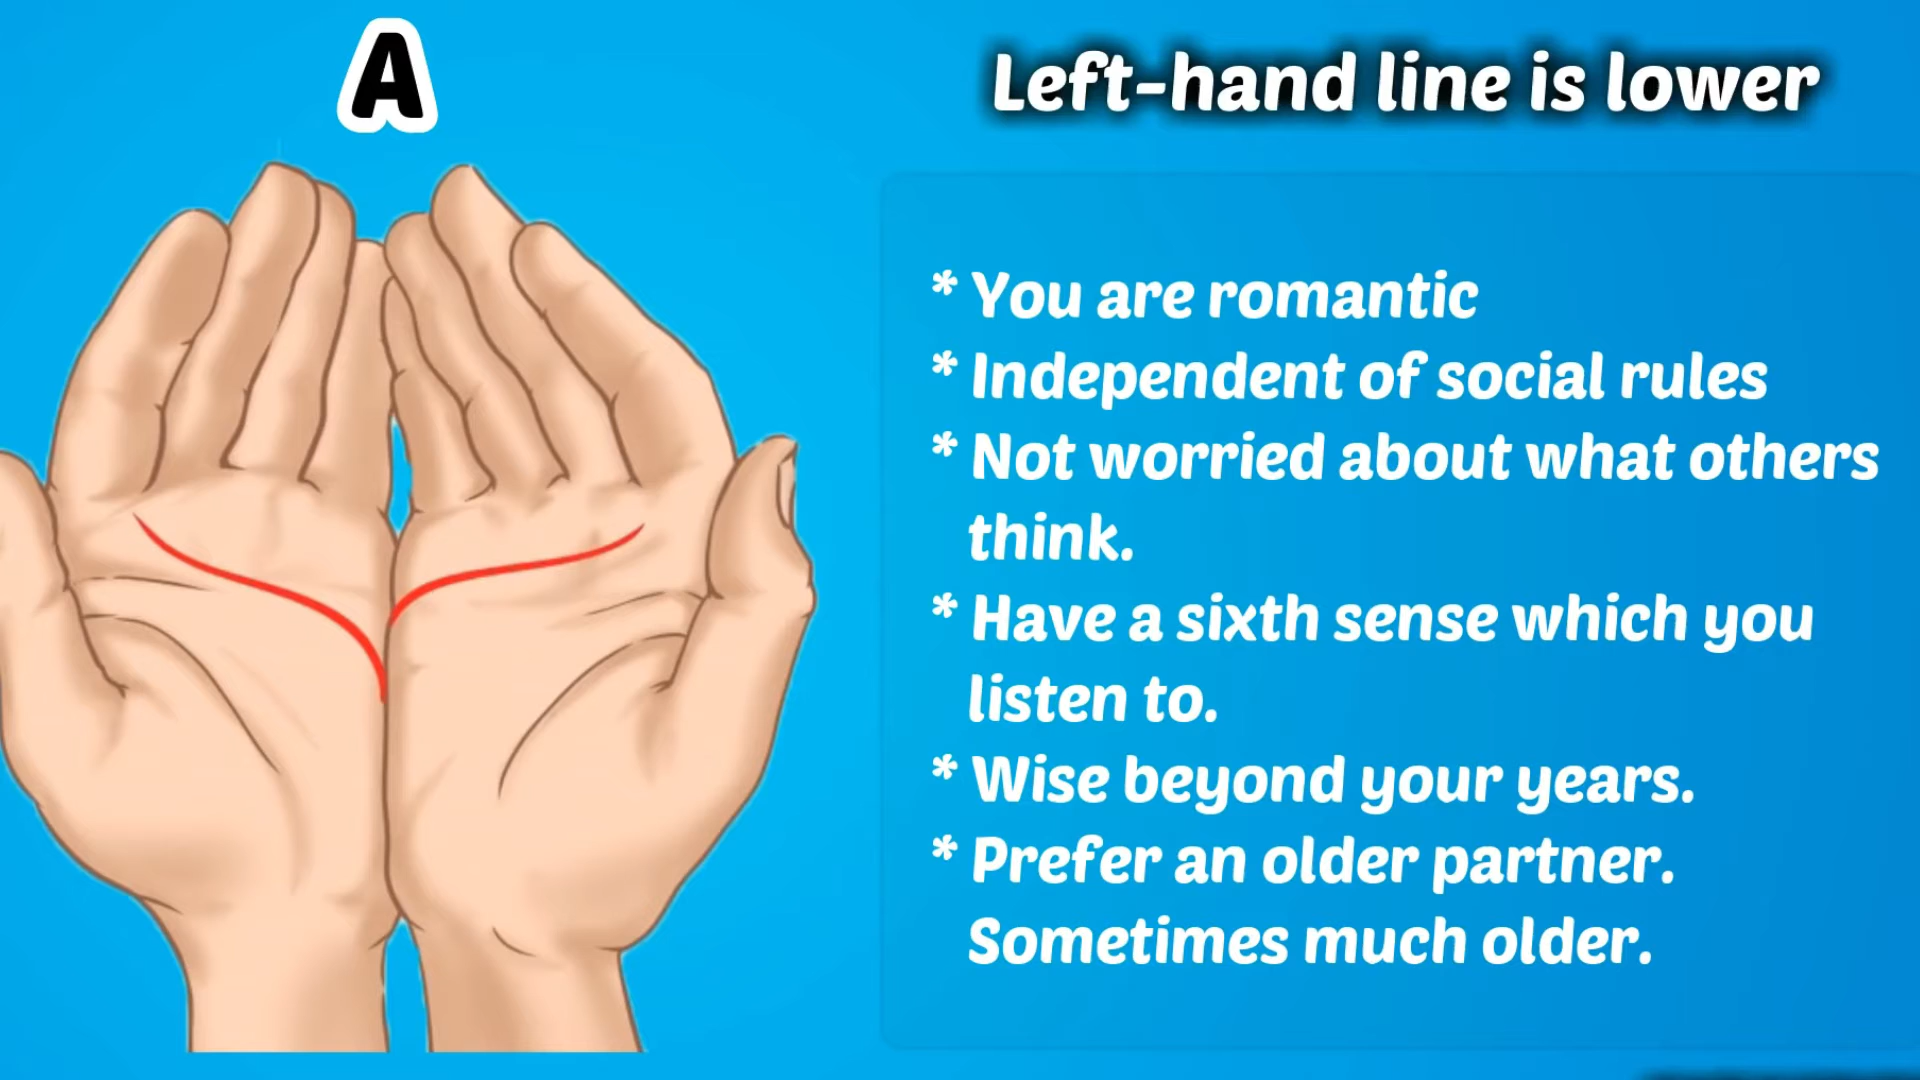 A
Left-hand line is lower
* You are romantic
* Independent of social rules
* Not worried about what others
think.
* Have a sixth sense which you
listen to.
* Wise beyond your years.
* Prefer an older partner.
Sometimes much older.